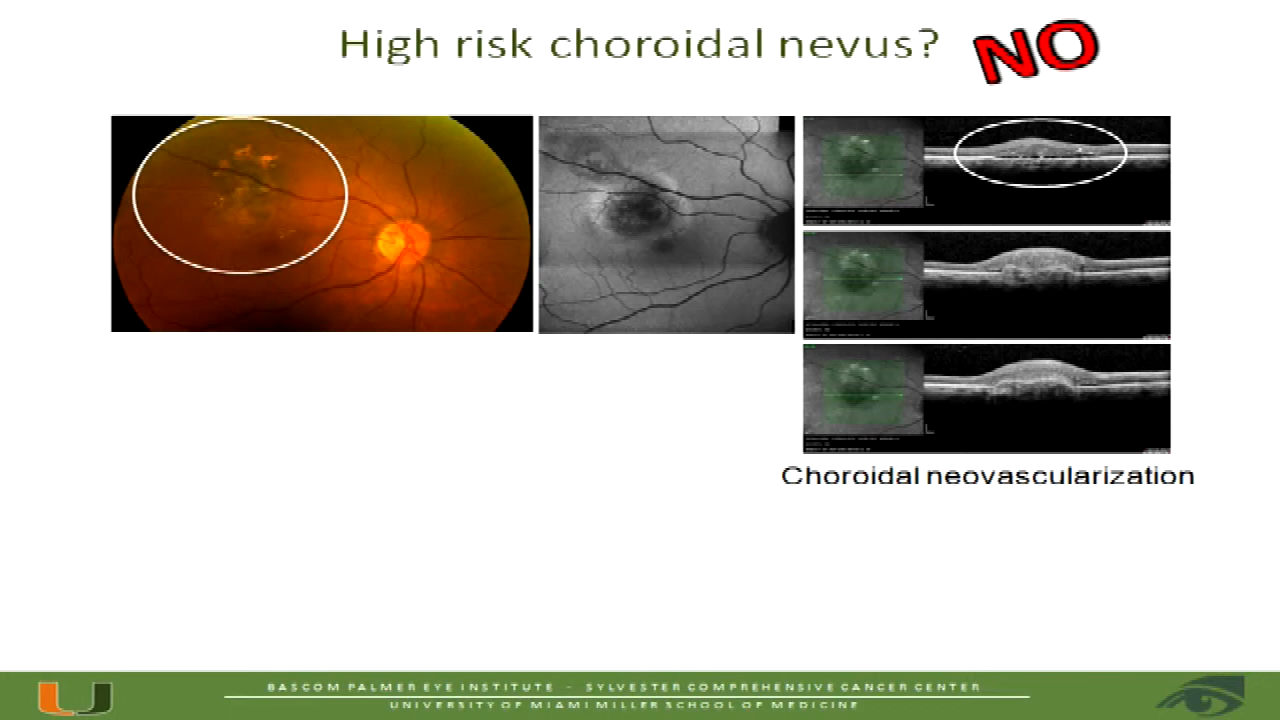 High risk choroidal nevus?
NO
Choroidal neovascularization
BASCOM PALMER EYE INSTITUTE - SYLVESTER COMPREHENSIVE CANCER CENTER
UNIVERSITY OF MIAMI MILLER SCHOOL OF MEDICINE